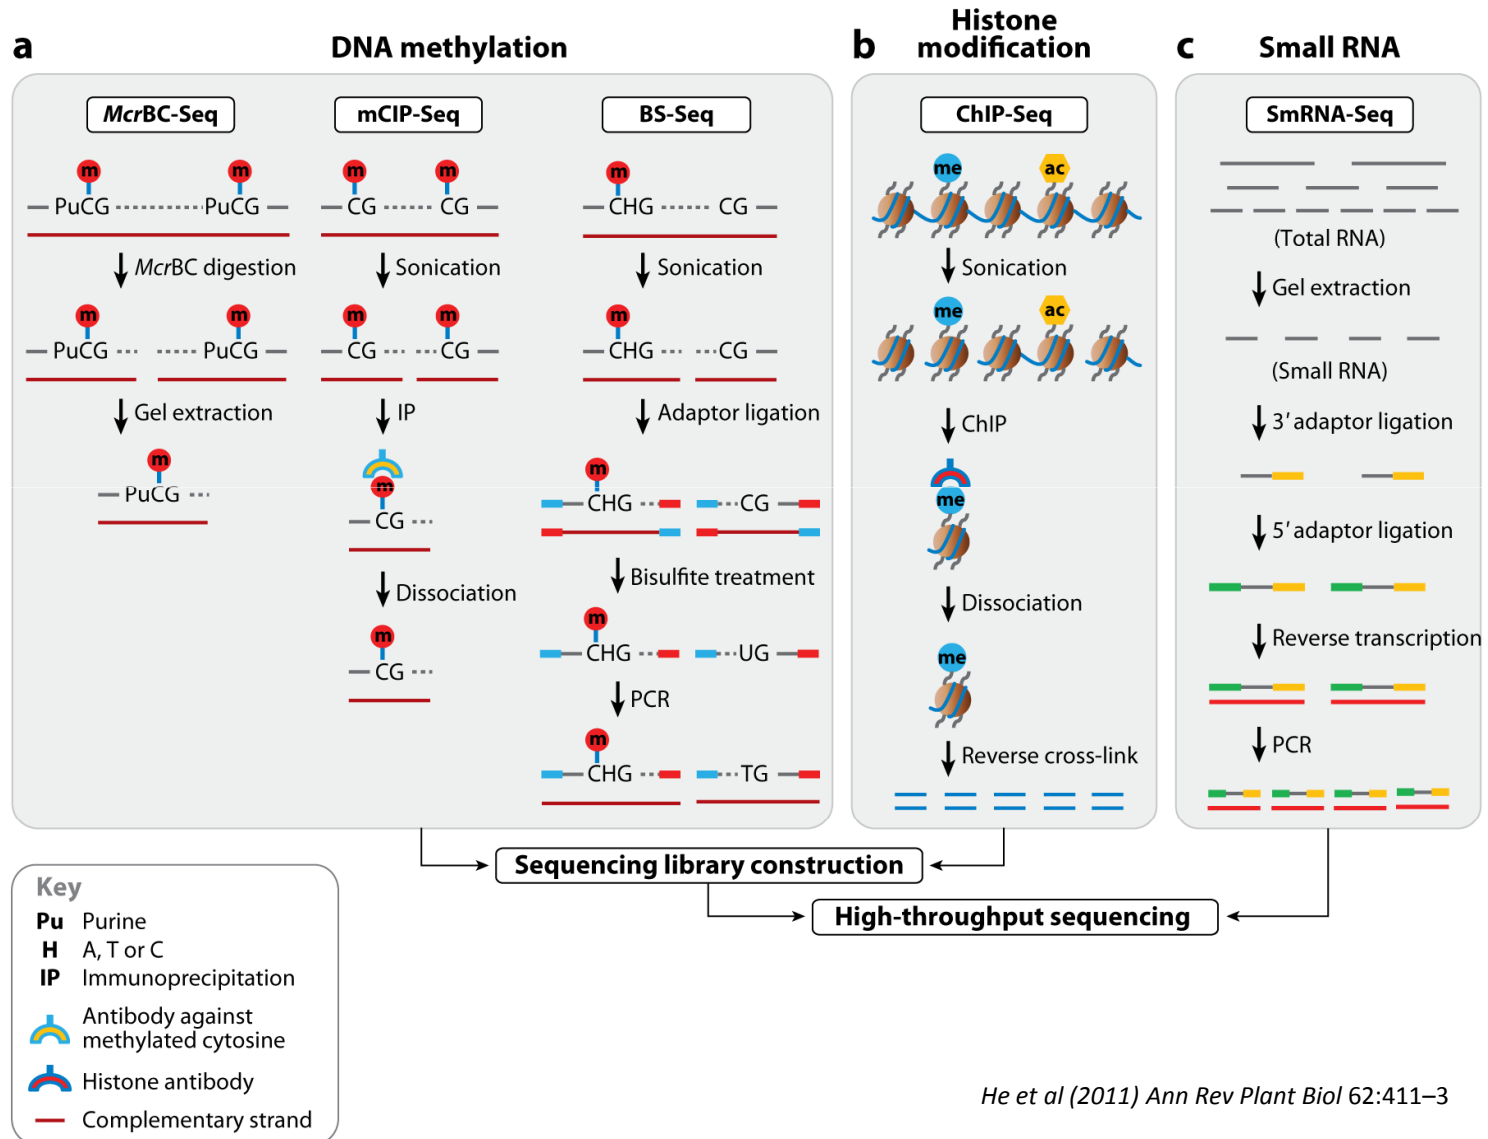 a
DNA methylation
McrBC-Seq
mCIP-Seq
BS-Seq
m
m
PuCG
PuCG
McrBC digestion
m
m
PuCG
PuCG
Gel extraction
m
PuCG
m
m
CG
CG
Sonication
m
m
CG
CG
IP
m
CG
Dissociation
m
CG
m
CHG
CG
Sonication
m
CHG
CG
Adaptor ligation
m
CHG
CG
Bisulfite treatment
m
CHG
UG
PCR
m
CHG
TG
b
Histone
modification
ChIP-Seq
me
ac
Sonication
me
ac
ChIP
me
Dissociation
me
Reverse cross-link
c
Small RNA
SmRNA-Seq
(Total RNA)
Gel extraction
(Small RNA)
3′ adaptor ligation
5′ adaptor ligation
Reverse transcription
PCR
Sequencing library construction
High-throughput sequencing
Key
Pu Purine
H A, T or C
IP Immunoprecipitation
Antibody against
methylated cytosine
Histone antibody
Complementary strand
He et al (2011) Ann Rev Plant Biol 62:411–3